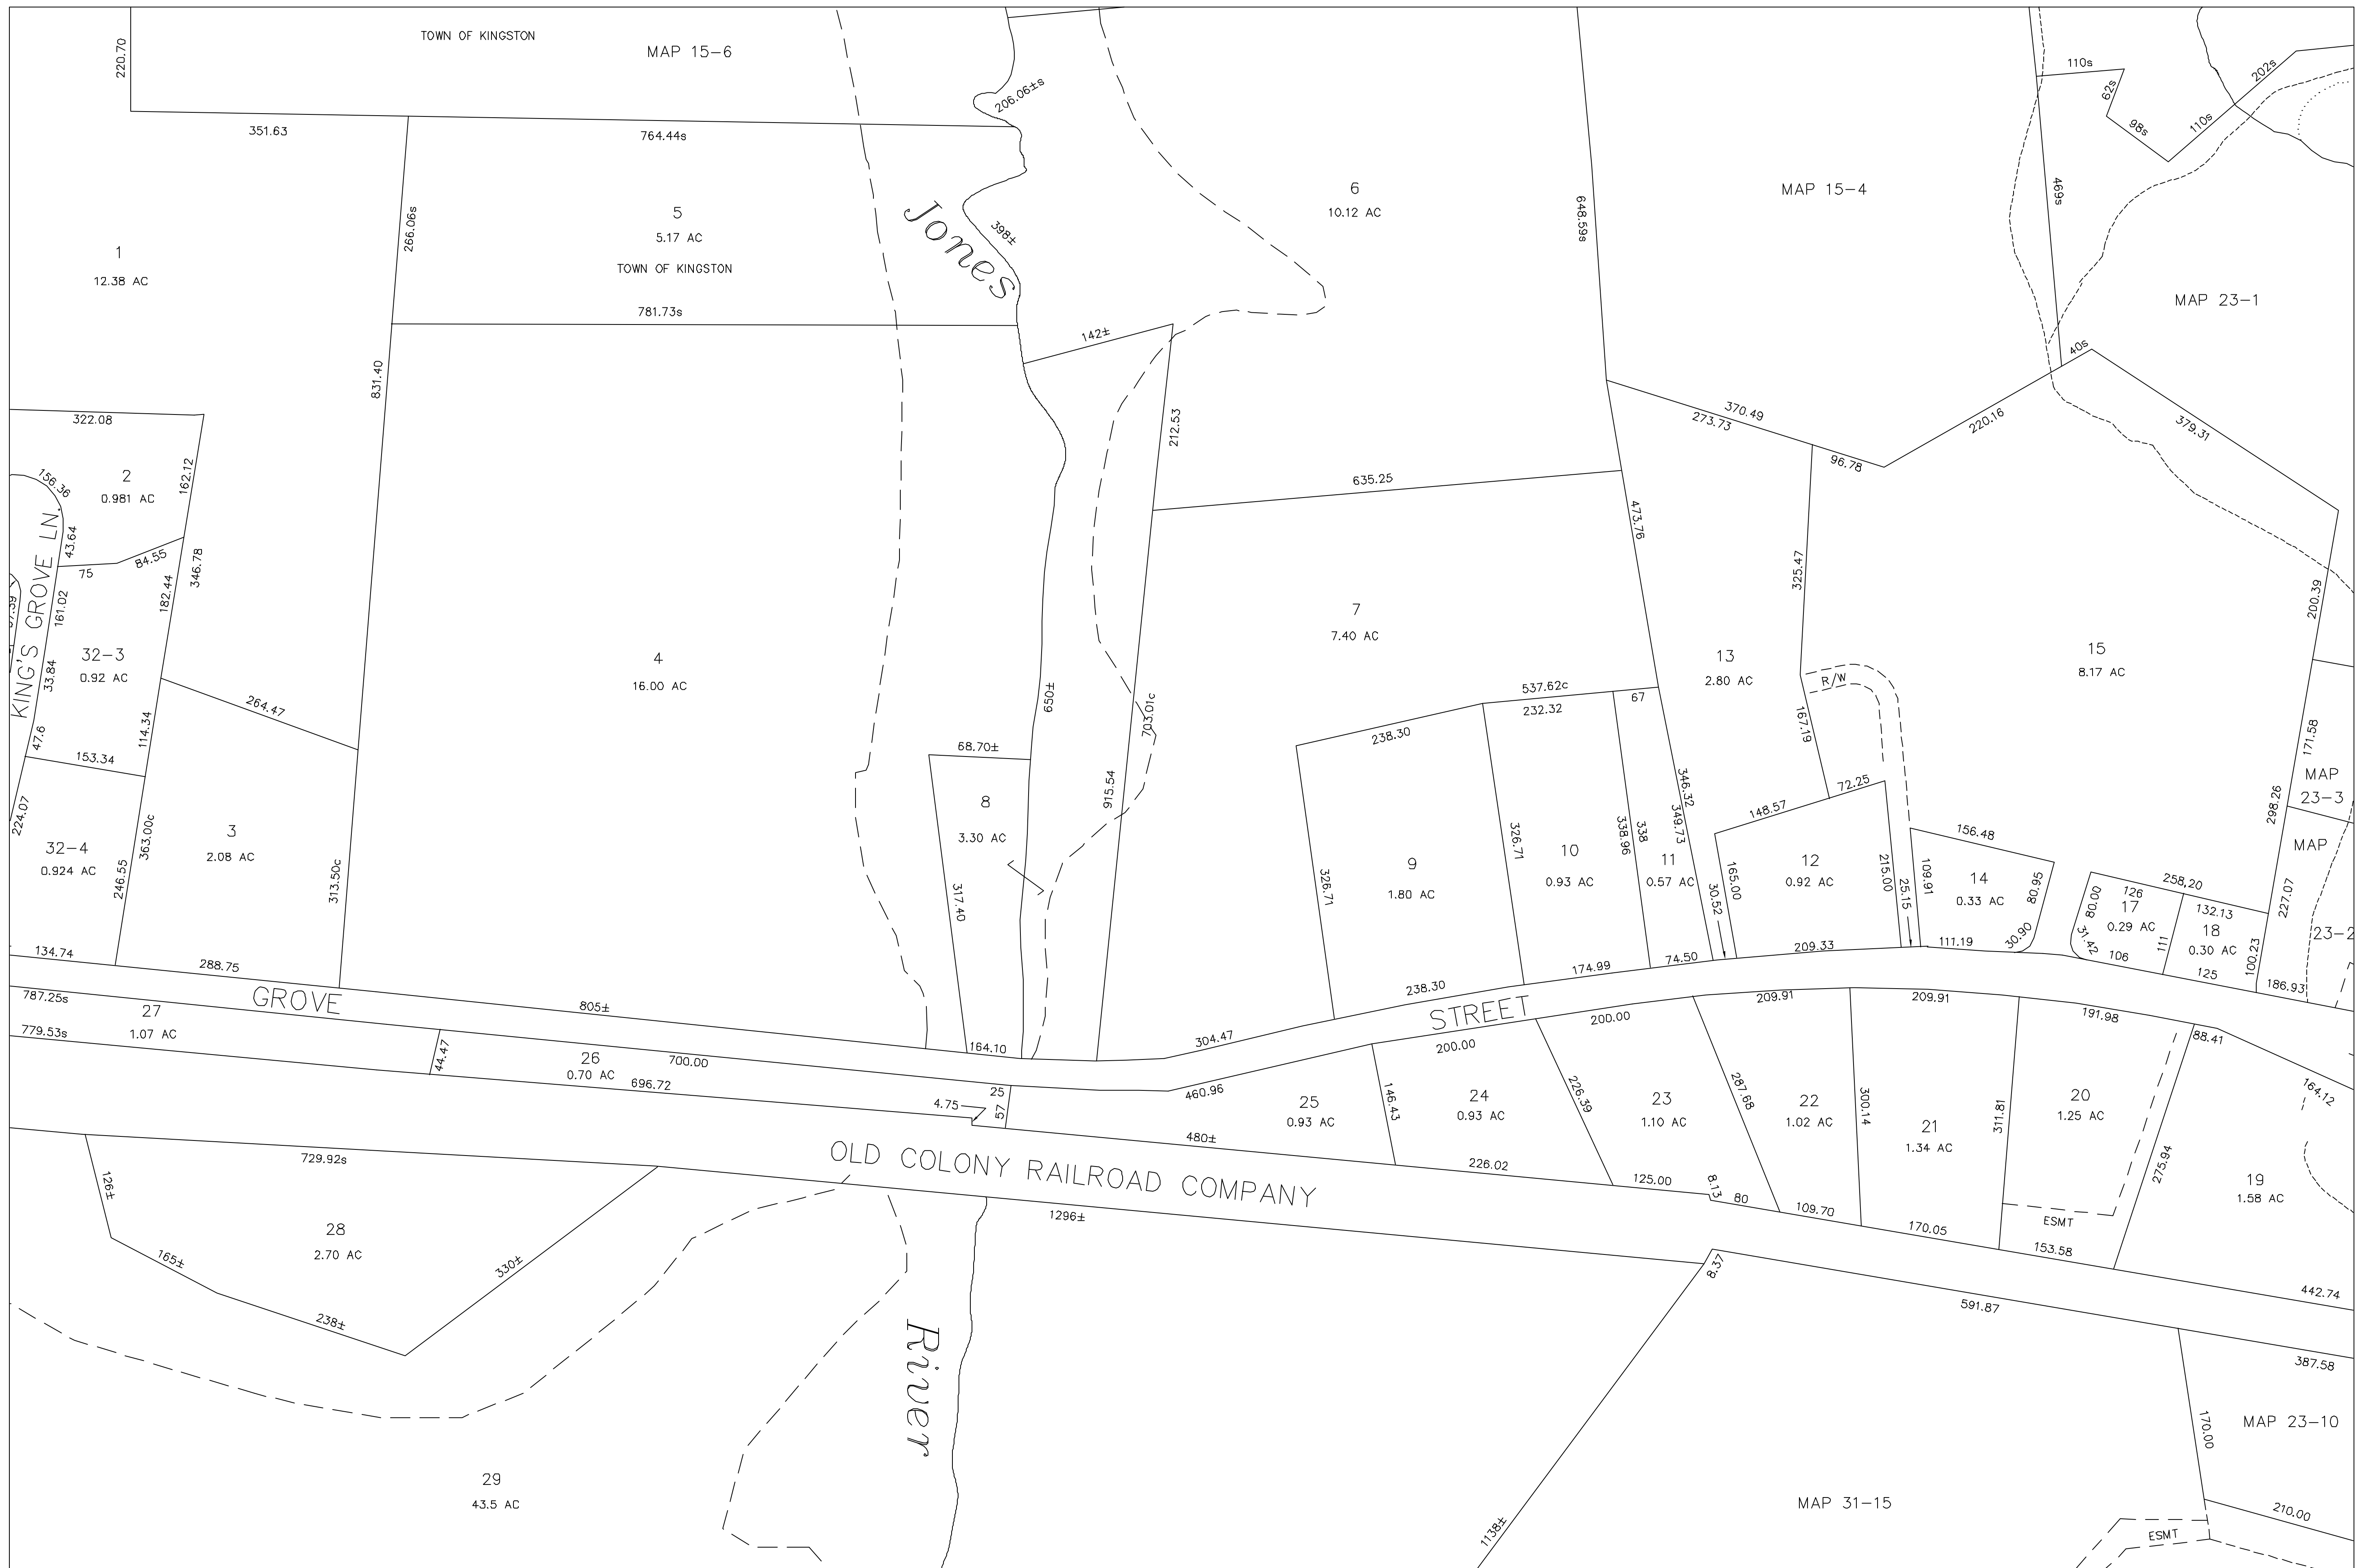 TOWN OF KINGSTON
MAP 15-6
220.70
351.63
764.44s
206.06±s
110s
62s
98s
110s
202s
469s
MAP 15-4
MAP 23-1
1
12.38 AC
266.06s
5
5.17 AC
TOWN OF KINGSTON
781.73s
Jones
398±
6
10.12 AC
648.59s
142±
40s
831.40
212.53
370.49
273.73
96.78
220.16
379.31
322.08
156.36
2
0.981 AC
162.12
43.64
75
84.55
346.78
182.44
161.02
KING'S GROVE LN.
635.25
473.76
325.47
200.39
32-3
0.92 AC
33.84
47.6
114.34
264.47
4
16.00 AC
650±
703.01c
7
7.40 AC
13
2.80 AC
15
8.17 AC
R/W
537.62c
232.32
67
238.30
167.19
171.58
153.34
68.70±
915.54
346.32
349.73
72.25
148.57
MAP
23-3
298.26
224.07
32-4
0.924 AC
246.55
363.00c
3
2.08 AC
313.50c
8
3.30 AC
317.40
326.71
9
1.80 AC
326.71
10
0.93 AC
338.96
338
11
0.57 AC
30.52
165.00
12
0.92 AC
215.00
25.15
109.91
156.48
14
0.33 AC
80.95
30.90
MAP
23-2
258.20
80.00
126
17
0.29 AC
31.42
106
111
132.13
18
0.30 AC
125
100.23
227.07
186.93
134.74
288.75
805±
164.10
304.47
238.30
174.99
74.50
209.33
111.19
GROVE
STREET
787.25s
27
1.07 AC
779.53s
44.47
26
0.70 AC
700.00
696.72
4.75
25
57
460.96
480±
25
0.93 AC
146.43
200.00
24
0.93 AC
226.02
226.39
200.00
23
1.10 AC
125.00
8.13
80
287.68
209.91
22
1.02 AC
109.70
300.14
209.91
21
1.34 AC
170.05
311.81
191.98
20
1.25 AC
ESMT
153.58
275.94
88.41
164.12
19
1.58 AC
442.74
OLD COLONY RAILROAD COMPANY
729.92s
126±
28
2.70 AC
165±
238±
330±
1296±
8.37
591.87
387.58
River
29
43.5 AC
1138±
MAP 31-15
170.00
MAP 23-10
210.00
ESMT